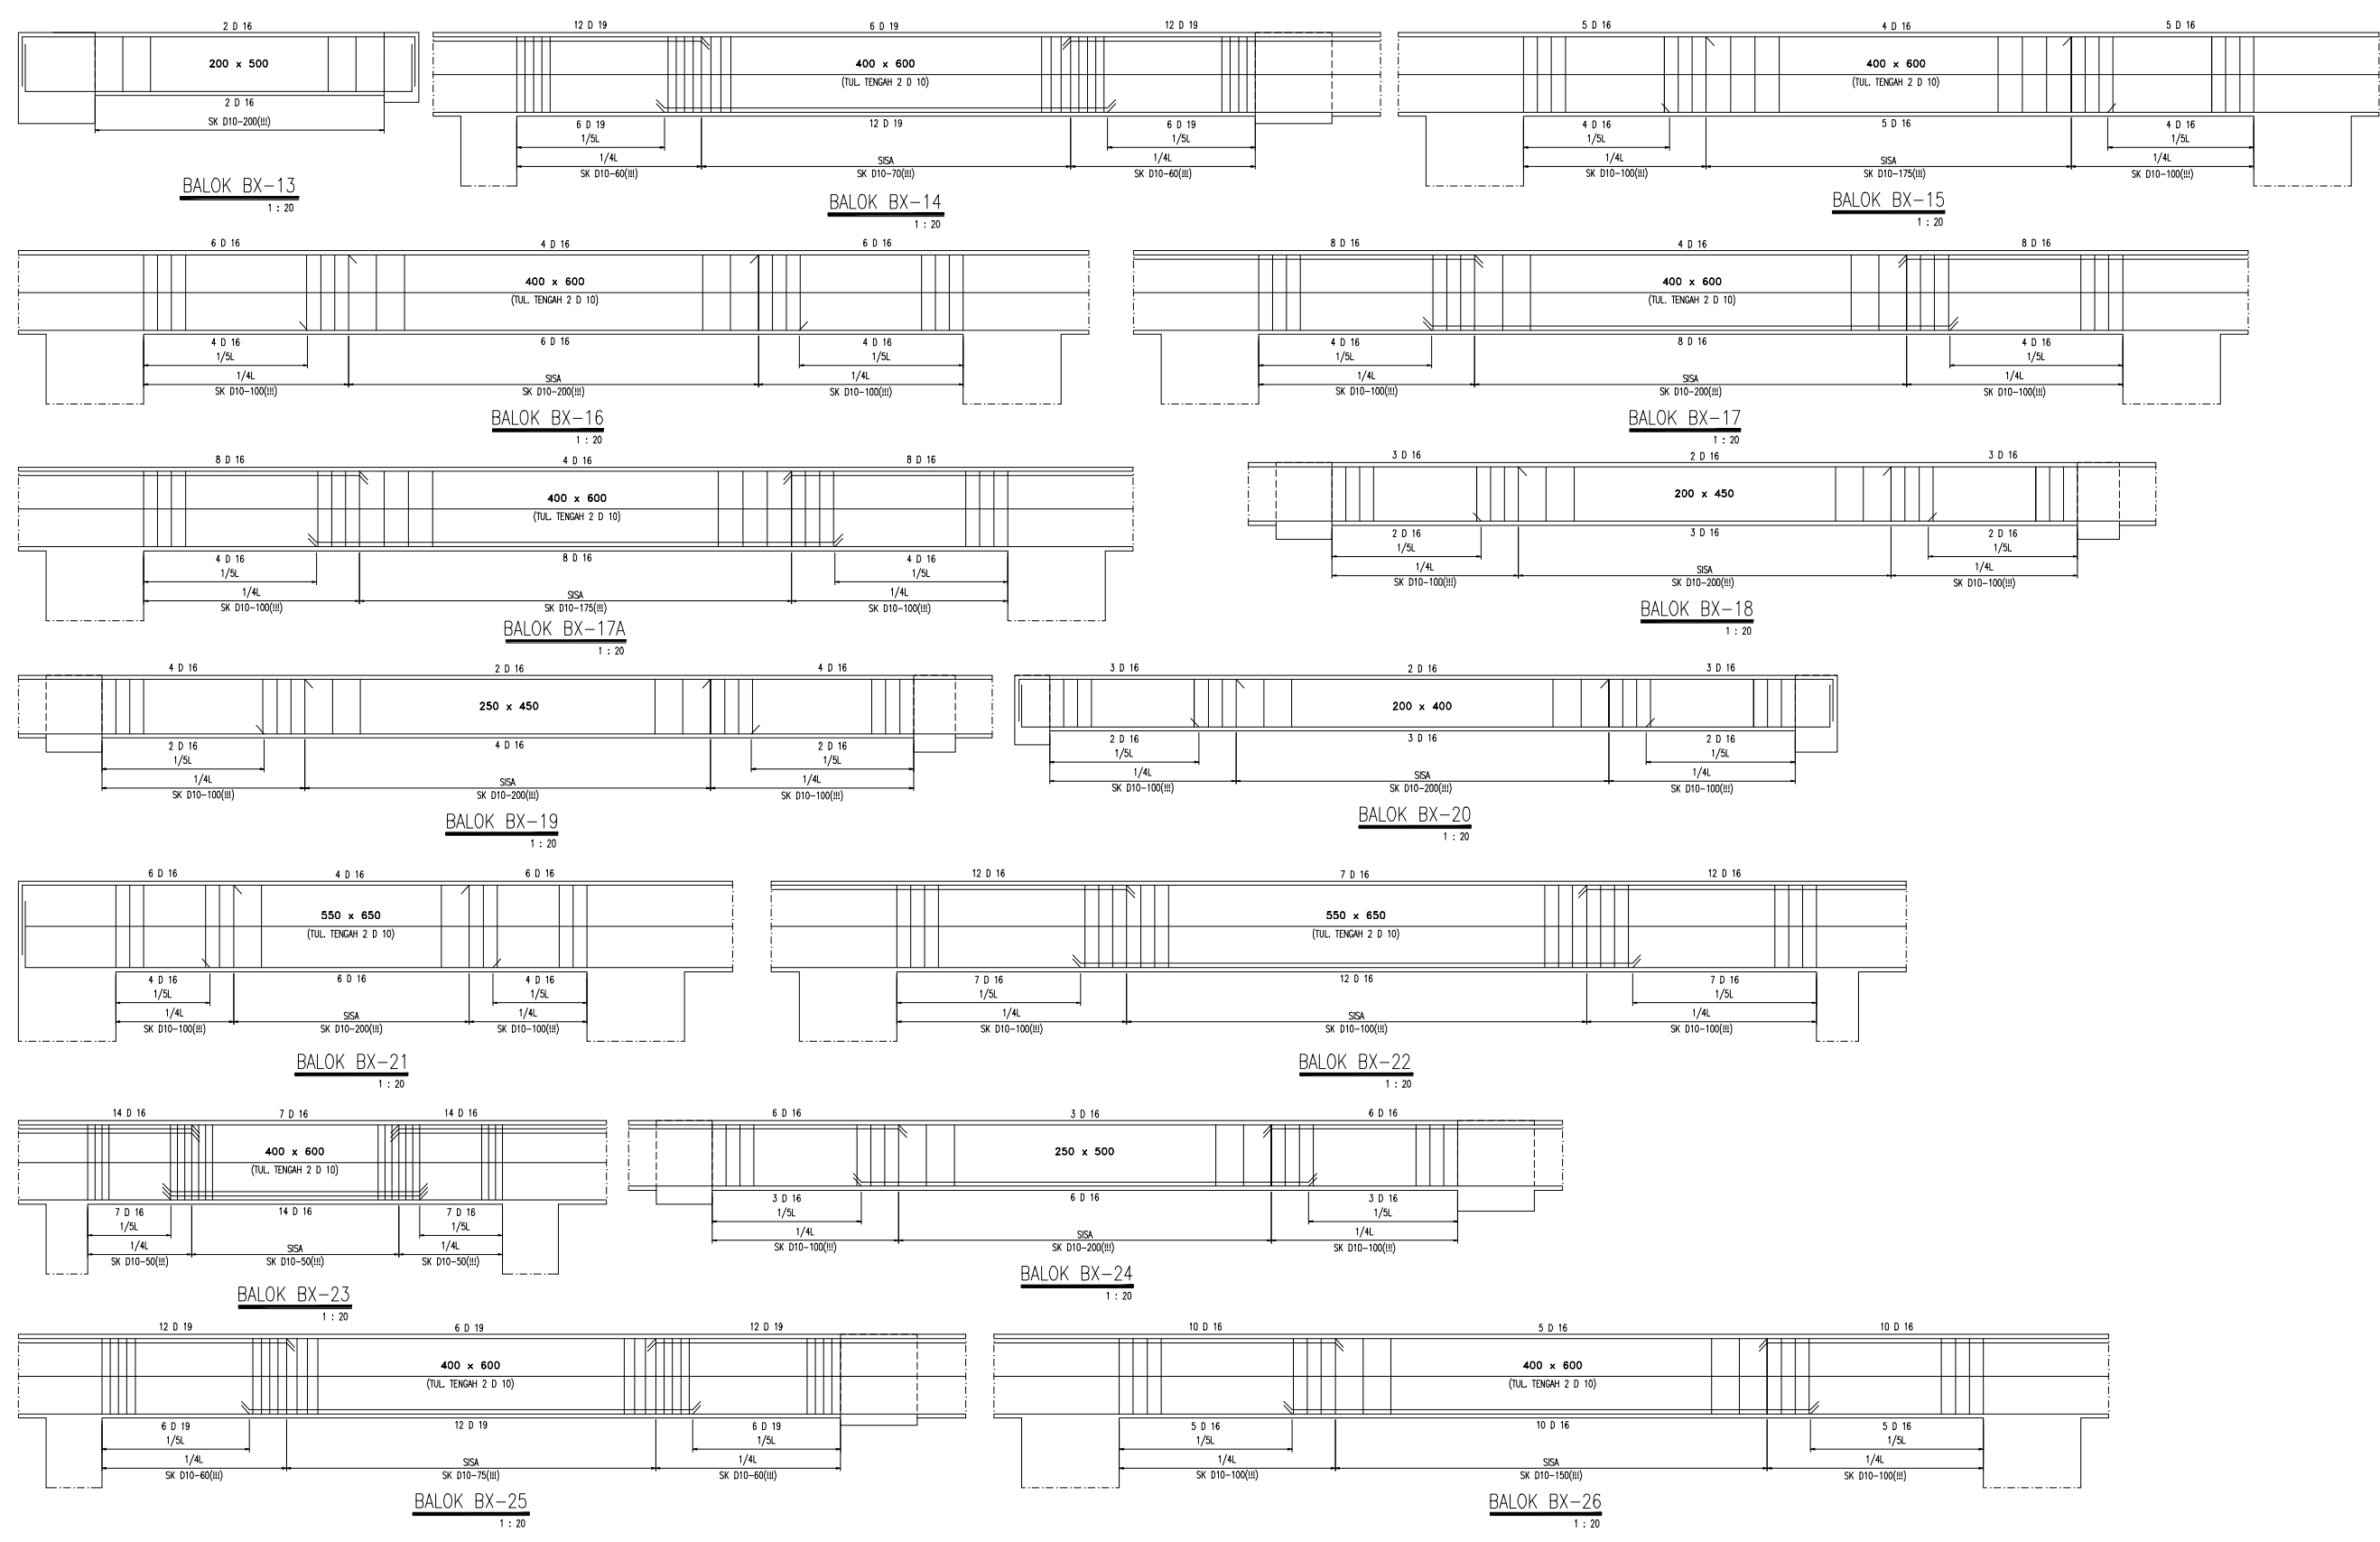 2 D 16
200 x 500
2 D 16
SK D10-200(!!!)
BALOK BX-13
1 : 20
12 D 19
6 D 19
12 D 19
400 x 600
(TUL. TENGAH 2 D 10)
6 D 19
12 D 19
6 D 19
1/5L
1/5L
1/4L
SISA
1/4L
SK D10-60(!!!)
SK D10-70(!!!)
SK D10-60(!!!)
BALOK BX-14
1 : 20
5 D 16
4 D 16
5 D 16
400 x 600
(TUL. TENGAH 2 D 10)
4 D 16
5 D 16
4 D 16
1/5L
1/5L
1/4L
SISA
1/4L
SK D10-100(!!!)
SK D10-175(!!!)
SK D10-100(!!!)
BALOK BX-15
1 : 20
6 D 16
4 D 16
6 D 16
400 x 600
(TUL. TENGAH 2 D 10)
4 D 16
6 D 16
4 D 16
1/5L
1/5L
1/4L
SISA
1/4L
SK D10-100(!!!)
SK D10-200(!!!)
SK D10-100(!!!)
BALOK BX-16
1 : 20
8 D 16
4 D 16
8 D 16
400 x 600
(TUL. TENGAH 2 D 10)
4 D 16
8 D 16
4 D 16
1/5L
1/5L
1/4L
SISA
1/4L
SK D10-100(!!!)
SK D10-200(!!!)
SK D10-100(!!!)
BALOK BX-17
1 : 20
8 D 16
4 D 16
8 D 16
400 x 600
(TUL. TENGAH 2 D 10)
4 D 16
8 D 16
4 D 16
1/5L
1/5L
1/4L
SISA
1/4L
SK D10-100(!!!)
SK D10-175(!!!)
SK D10-100(!!!)
BALOK BX-17A
1 : 20
3 D 16
2 D 16
3 D 16
200 x 450
2 D 16
3 D 16
2 D 16
1/5L
1/5L
1/4L
SISA
1/4L
SK D10-100(!!!)
SK D10-200(!!!)
SK D10-100(!!!)
BALOK BX-18
1 : 20
4 D 16
2 D 16
4 D 16
250 x 450
2 D 16
4 D 16
2 D 16
1/5L
1/5L
1/4L
SISA
1/4L
SK D10-100(!!!)
SK D10-200(!!!)
SK D10-100(!!!)
BALOK BX-19
1 : 20
3 D 16
2 D 16
3 D 16
200 x 400
2 D 16
3 D 16
2 D 16
1/5L
1/5L
1/4L
SISA
1/4L
SK D10-100(!!!)
SK D10-200(!!!)
SK D10-100(!!!)
BALOK BX-20
1 : 20
6 D 16
4 D 16
6 D 16
550 x 650
(TUL. TENGAH 2 D 10)
4 D 16
6 D 16
4 D 16
1/5L
1/5L
1/4L
SISA
1/4L
SK D10-100(!!!)
SK D10-200(!!!)
SK D10-100(!!!)
BALOK BX-21
1 : 20
12 D 16
7 D 16
12 D 16
550 x 650
(TUL. TENGAH 2 D 10)
7 D 16
12 D 16
7 D 16
1/5L
1/5L
1/4L
SISA
1/4L
SK D10-100(!!!)
SK D10-100(!!!)
SK D10-100(!!!)
BALOK BX-22
1 : 20
14 D 16
7 D 16
14 D 16
400 x 600
(TUL. TENGAH 2 D 10)
7 D 16
14 D 16
7 D 16
1/5L
1/5L
1/4L
SISA
1/4L
SK D10-50(!!!)
SK D10-50(!!!)
SK D10-50(!!!)
BALOK BX-23
1 : 20
6 D 16
3 D 16
6 D 16
250 x 500
3 D 16
6 D 16
3 D 16
1/5L
1/5L
1/4L
SISA
1/4L
SK D10-100(!!!)
SK D10-200(!!!)
SK D10-100(!!!)
BALOK BX-24
1 : 20
12 D 19
6 D 19
12 D 19
400 x 600
(TUL. TENGAH 2 D 10)
6 D 19
12 D 19
6 D 19
1/5L
1/5L
1/4L
SISA
1/4L
SK D10-60(!!!)
SK D10-75(!!!)
SK D10-60(!!!)
BALOK BX-25
1 : 20
10 D 16
5 D 16
10 D 16
400 x 600
(TUL. TENGAH 2 D 10)
5 D 16
10 D 16
5 D 16
1/5L
1/5L
1/4L
SISA
1/4L
SK D10-100(!!!)
SK D10-150(!!!)
SK D10-100(!!!)
BALOK BX-26
1 : 20